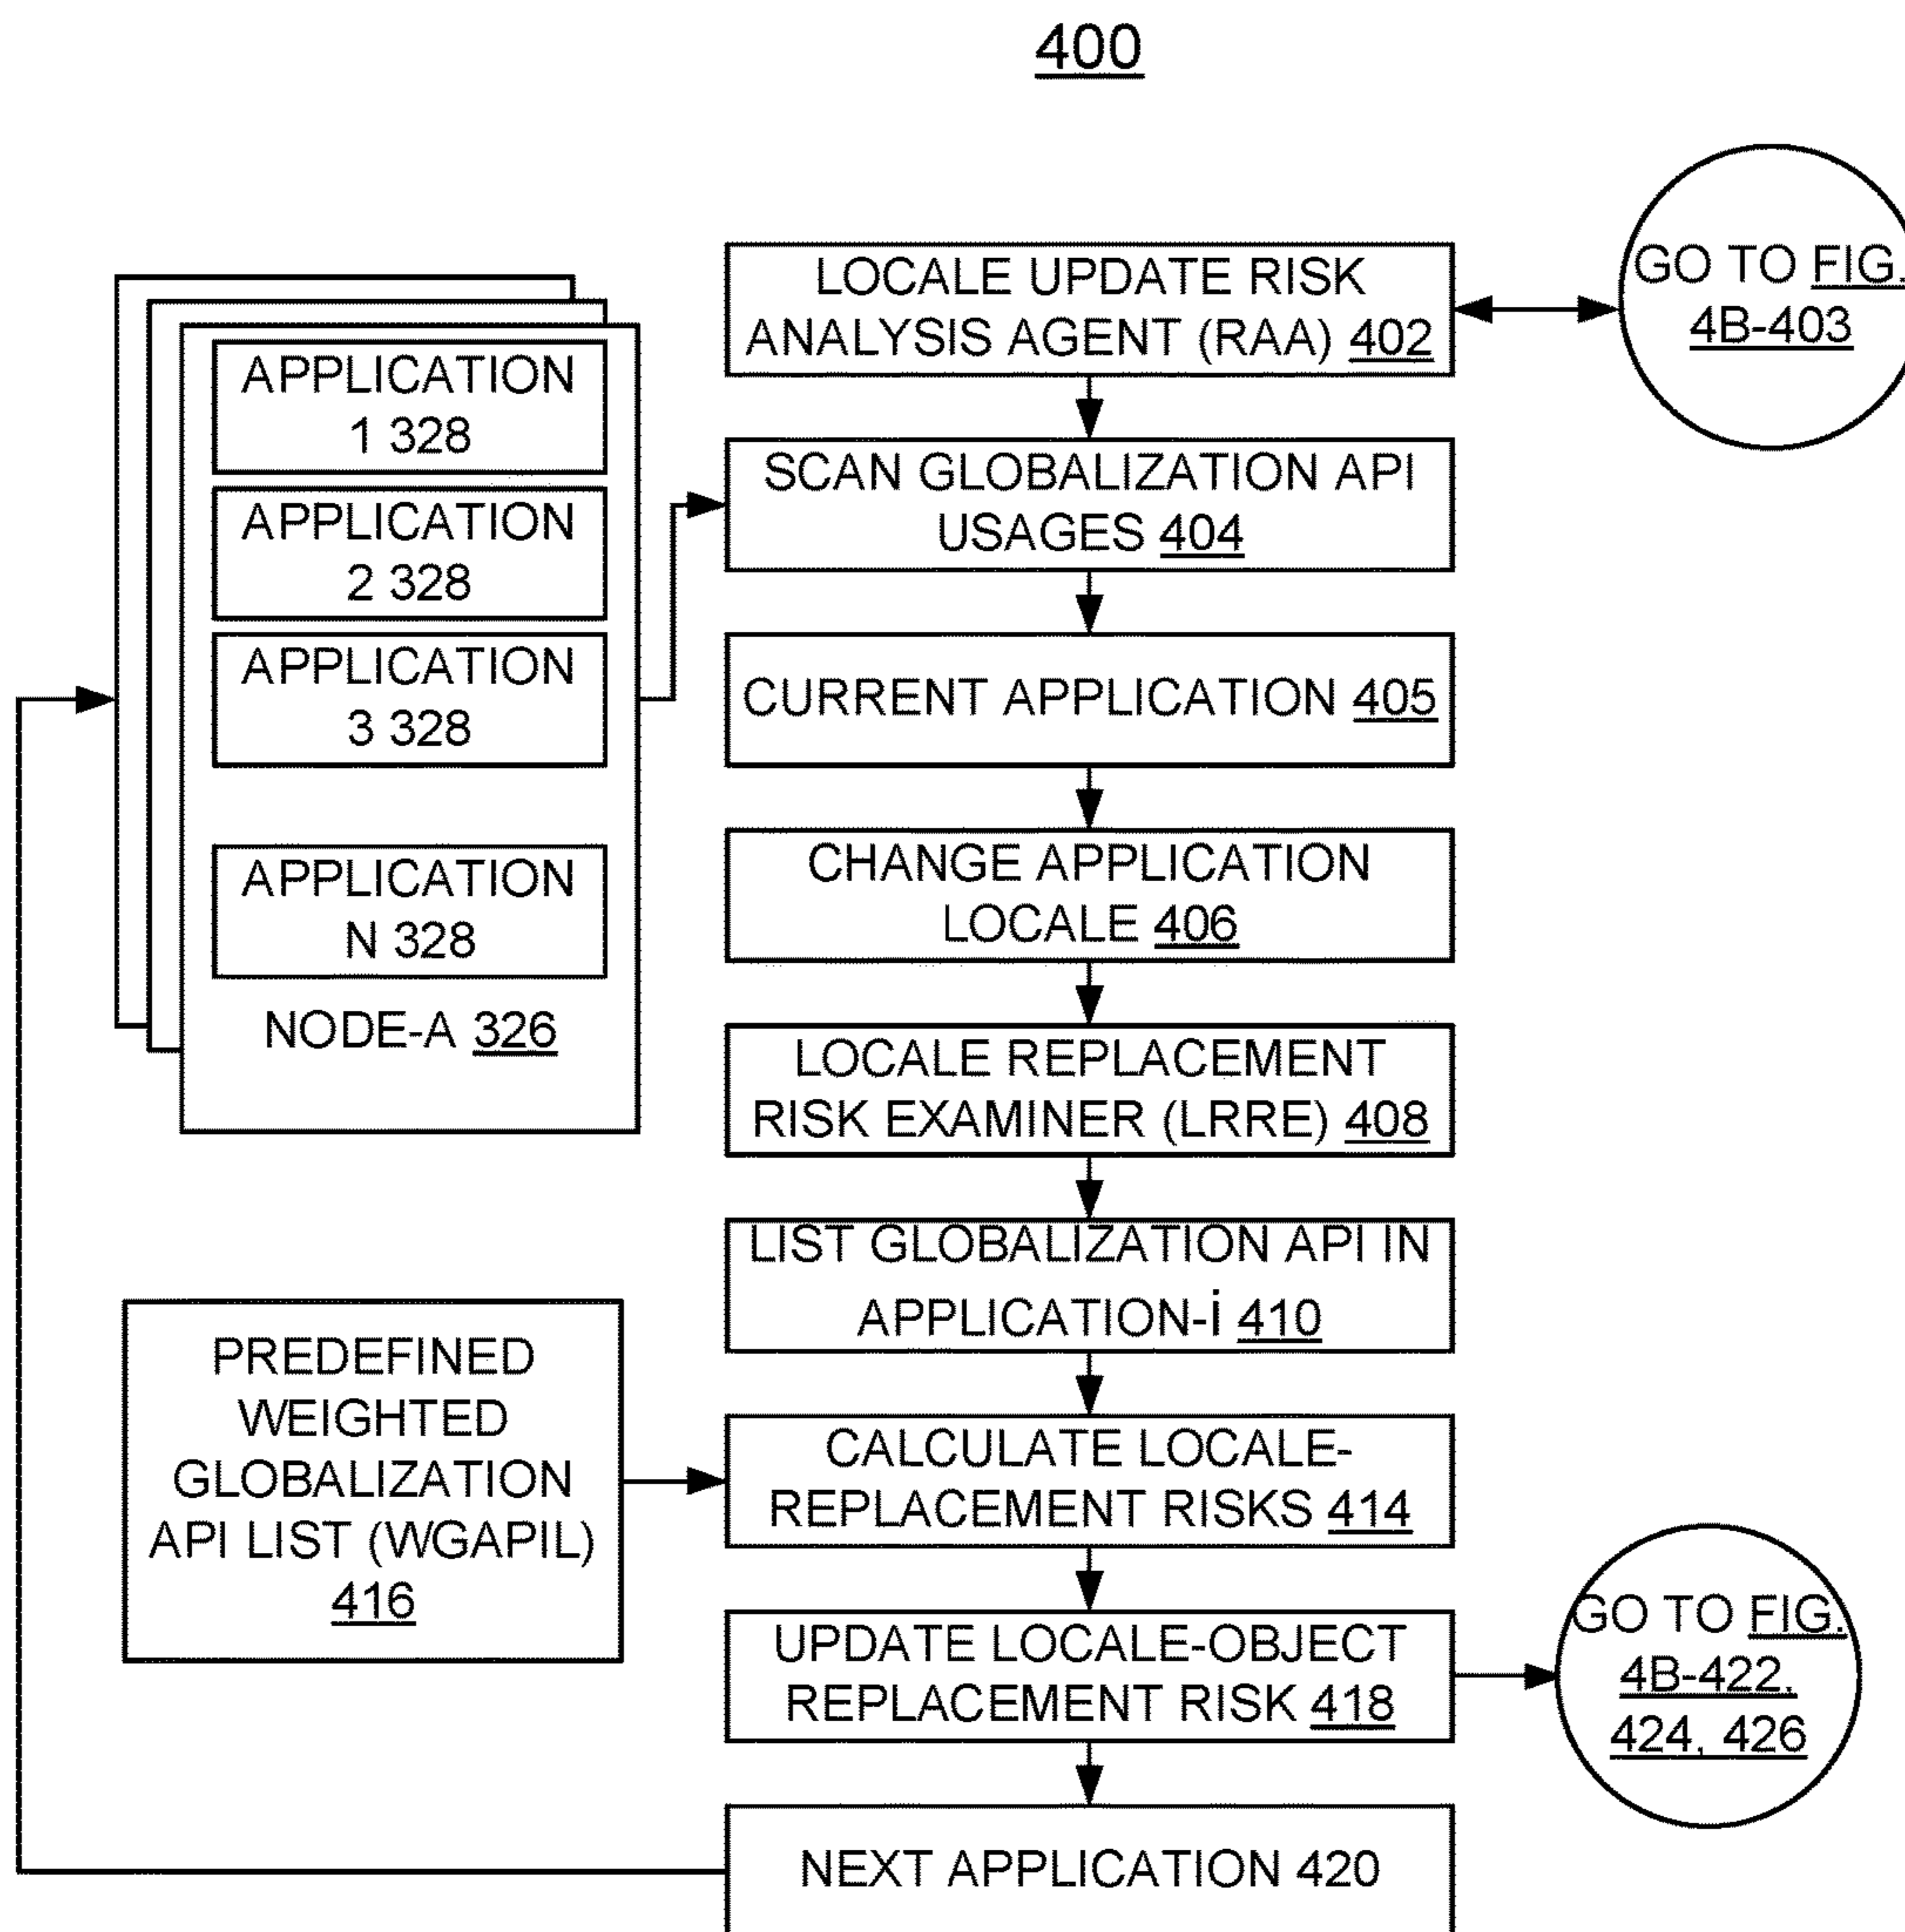 400
LOCALE UPDATE RISK
ANALYSIS AGENT (RAA) 402
GO TO FIG.
4B-403
APPLICATION
1 328
APPLICATION
2 328
APPLICATION
3 328
APPLICATION
N 328
NODE-A 326
SCAN GLOBALIZATION API
USAGES 404
CURRENT APPLICATION 405
CHANGE APPLICATION
LOCALE 406
LOCALE REPLACEMENT
RISK EXAMINER (LRRE) 408
LIST GLOBALIZATION API IN
APPLICATION-i 410
PREDEFINED
WEIGHTED
GLOBALIZATION
API LIST (WGAPIL)
416
CALCULATE LOCALE-
REPLACEMENT RISKS 414
UPDATE LOCALE-OBJECT
REPLACEMENT RISK 418
GO TO FIG.
4B-422,
424, 426
NEXT APPLICATION 420